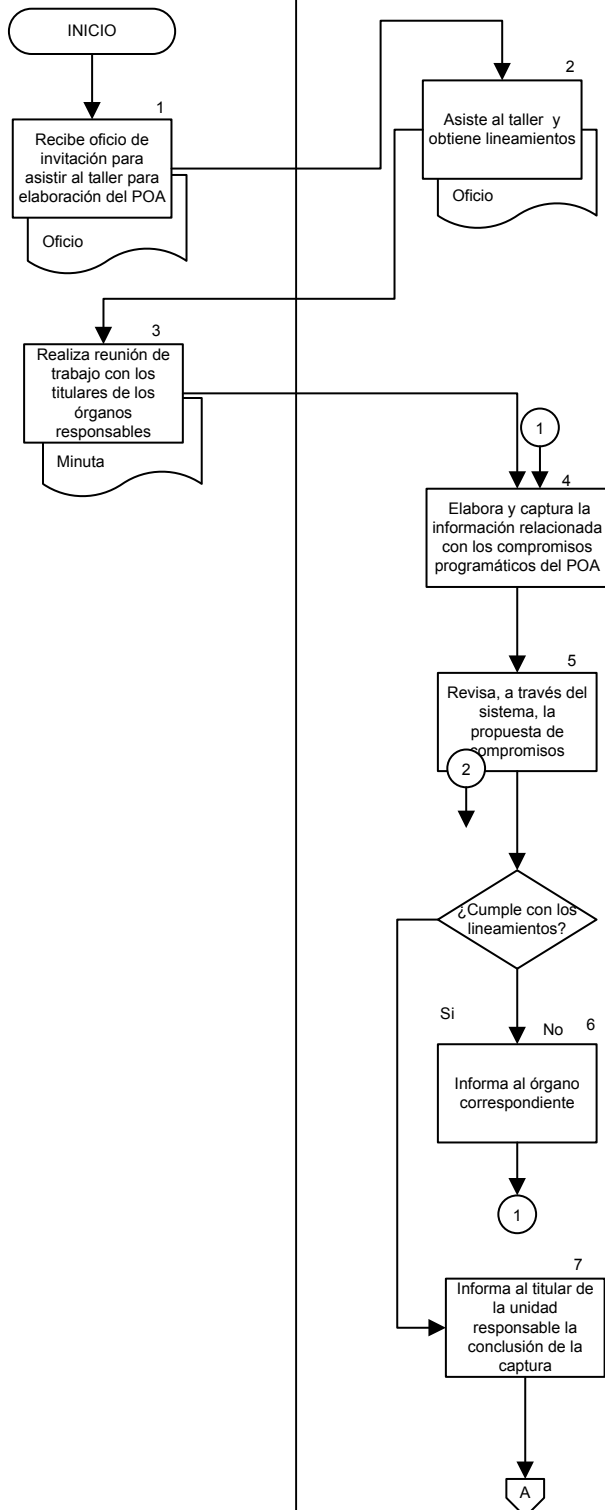 INICIO
1
Recibe oficio de
invitación para
asistir al taller para
elaboración del POA
Oficio
2
Asiste al taller y
obtiene lineamientos
Oficio
3
Realiza reunión de
trabajo con los
titulares de los
órganos
responsables
Minuta
1
4
Elabora y captura la
información relacionada
con los compromisos
programáticos del POA
5
Revisa, a través del
sistema, la
propuesta de
compromisos
2
¿Cumple con los
lineamientos?
Si
No
6
Informa al órgano
correspondiente
1
7
Informa al titular de
la unidad
responsable la
conclusión de la
captura
A